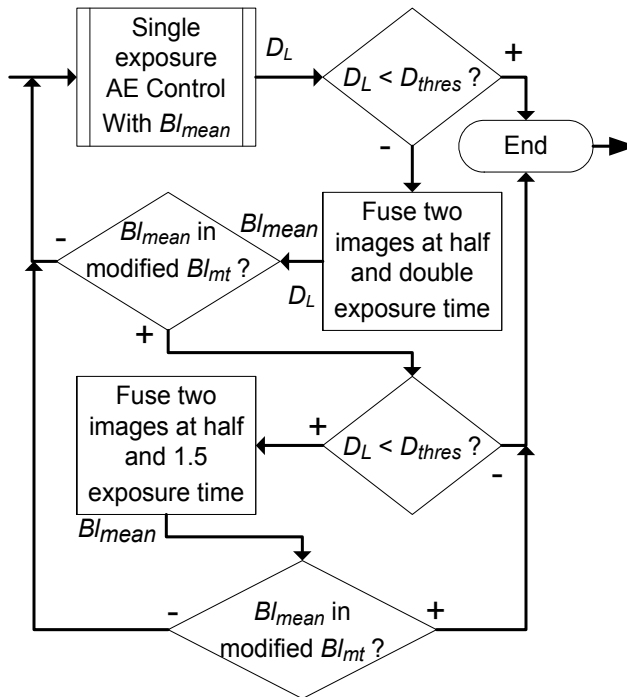 Single
exposure
AE Control
With Bl_mean
D_L
D_L < D_thres ?
+
End
-
Fuse two
images at half
and double
exposure time
Bl_mean
D_L
Bl_mean in
modified Bl_mt ?
-
+
D_L < D_thres ?
+
-
Fuse two
images at half
and 1.5
exposure time
Bl_mean
Bl_mean in
modified Bl_mt ?
-
+